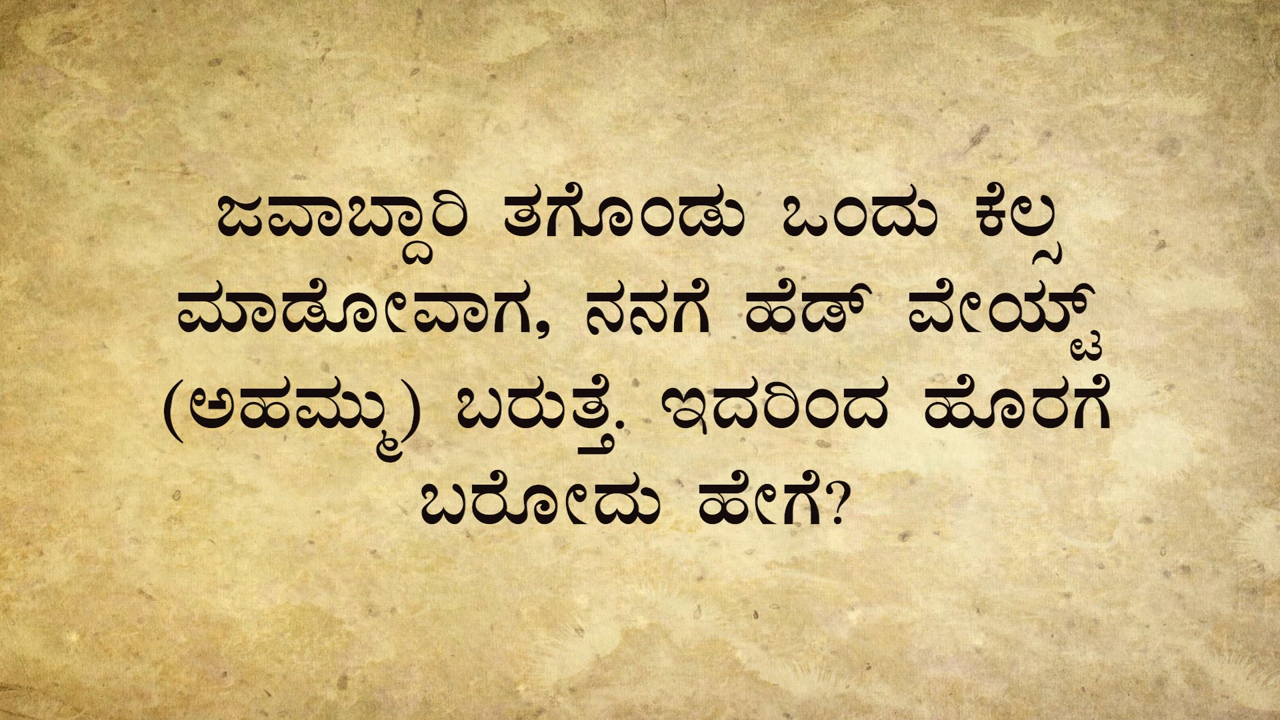 ಜವಾಬ್ದಾರಿ ತಗೊಂಡು ಒಂದು ಕೆಲ್ಸ
ಮಾಡೋವಾಗ, ನನಗೆ ಹೆಡ್ ವೇಯ್ಟ್
(ಅಹಮ್ಮು) ಬರುತ್ತೆ. ಇದರಿಂದ ಹೊರಗೆ
ಬರೋದು ಹೇಗೆ?